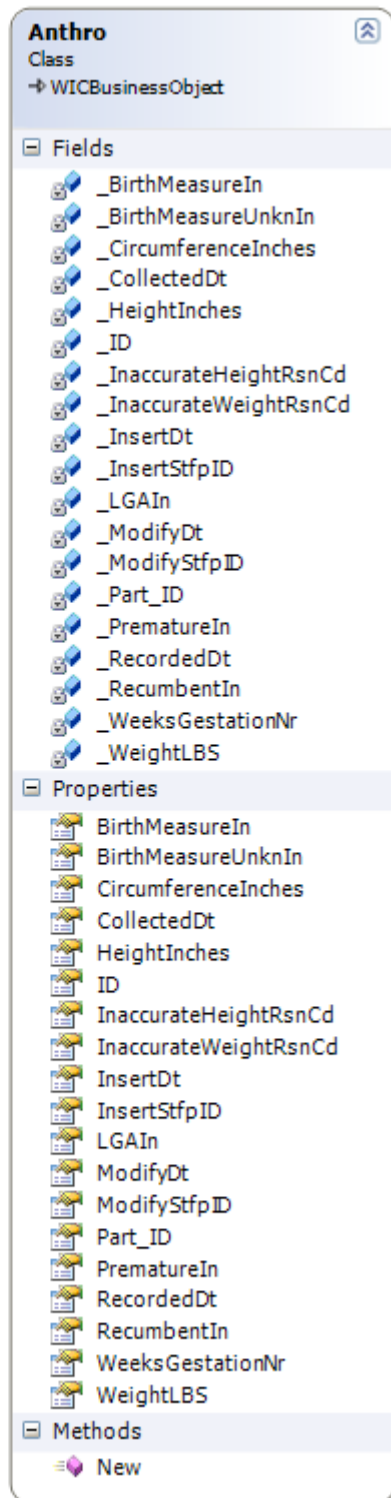 Anthro
Class
WICBusinessObject
Fields
_BirthMeasureIn
_BirthMeasureUnknIn
_CircumferenceInches
_CollectedDt
_HeightInches
_ID
_InaccurateHeightRsnCd
_InaccurateWeightRsnCd
_InsertDt
_InsertStfpID
_LGAIn
_ModifyDt
_ModifyStfpID
_Part_ID
_PrematureIn
_RecordedDt
_RecumbentIn
_WeeksGestationNr
_WeightLBS
Properties
BirthMeasureIn
BirthMeasureUnknIn
CircumferenceInches
CollectedDt
HeightInches
ID
InaccurateHeightRsnCd
InaccurateWeightRsnCd
InsertDt
InsertStfpID
LGAIn
ModifyDt
ModifyStfpID
Part_ID
PrematureIn
RecordedDt
RecumbentIn
WeeksGestationNr
WeightLBS
Methods
New